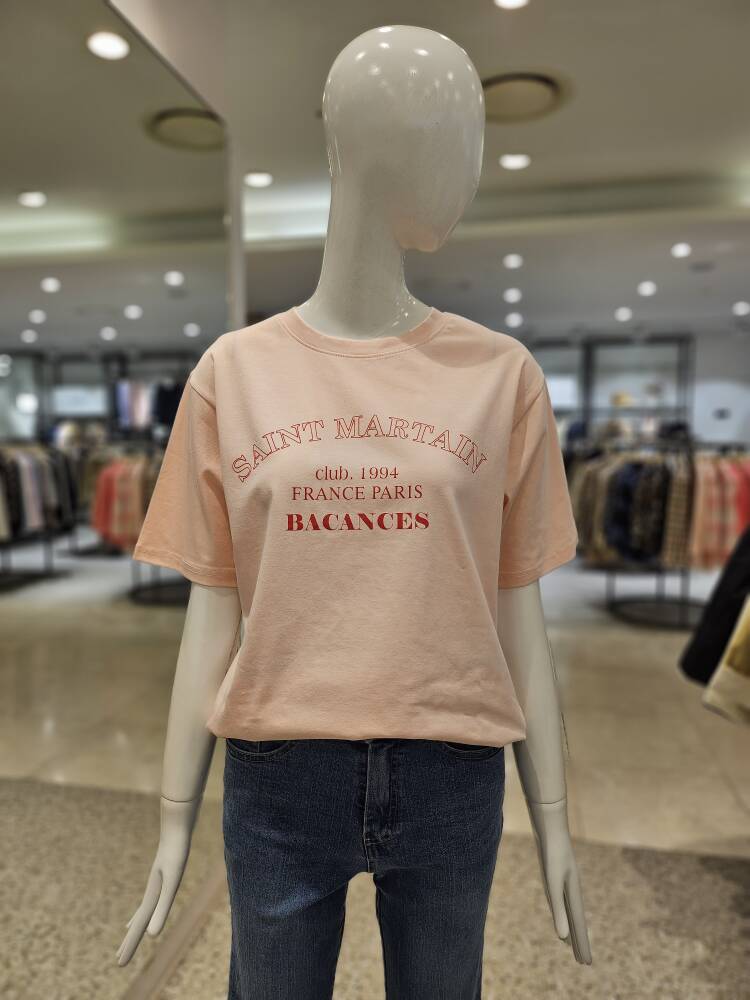 SAINT MARTAIN
club. 1994
FRANCE PARIS
BACANCES